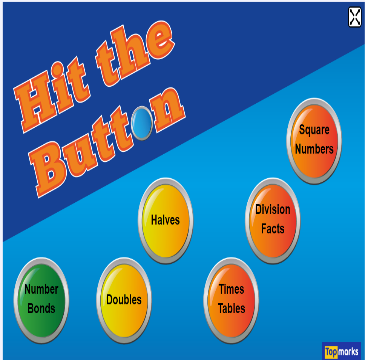 Hit the
Button
Square
Numbers
Halves
Division
Facts
Number
Bonds
Doubles
Times
Tables
Topmarks